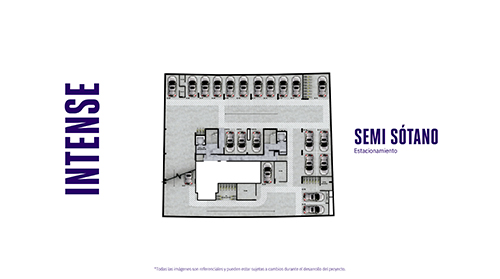 INTENSE
SEMI SÓTANO
Estacionamiento
*Todas las imágenes son referenciales y pueden estar sujetas a cambios durante el desarrollo del proyecto.